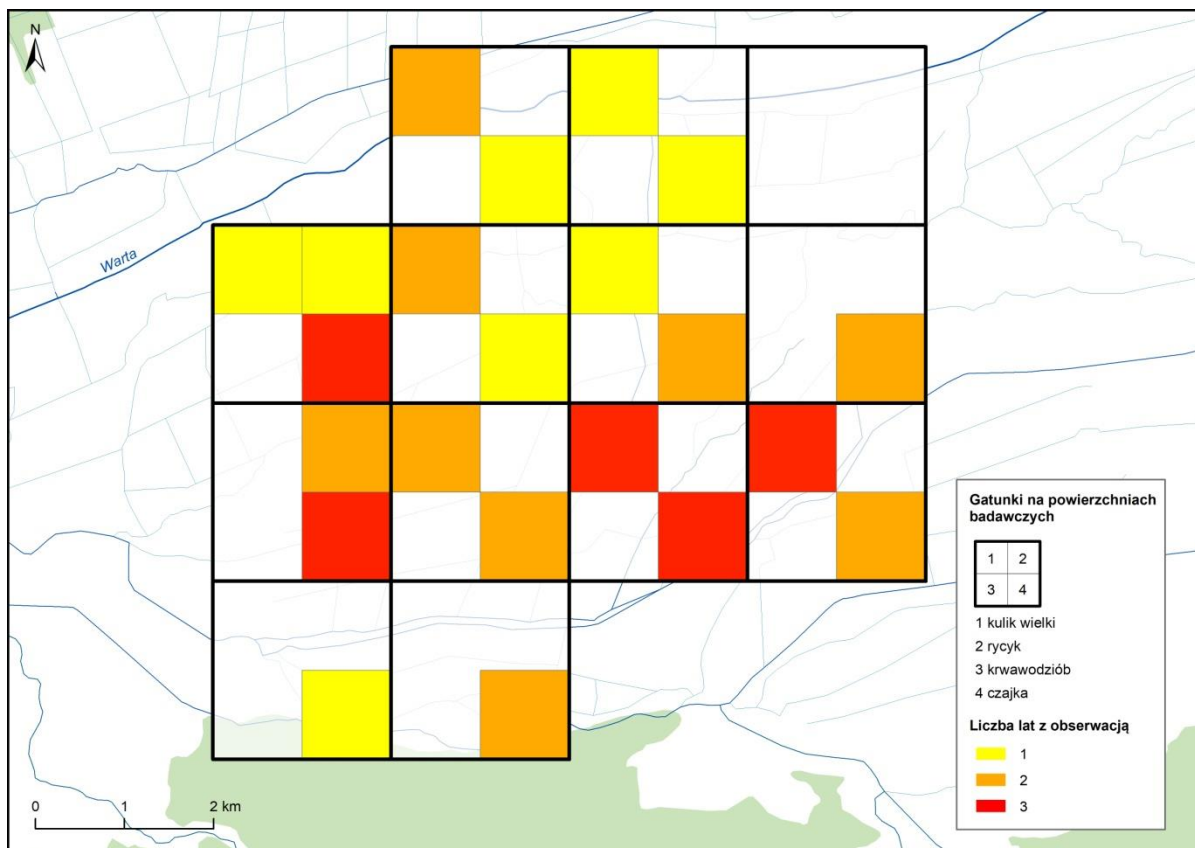 N
Warta
Gatunki na powierzchniach
badawczych
1 2
3 4
1 kulik wielki
2 rycyk
3 krwawodziób
4 czajka
Liczba lat z obserwacją
1
2
3
0 1 2 km